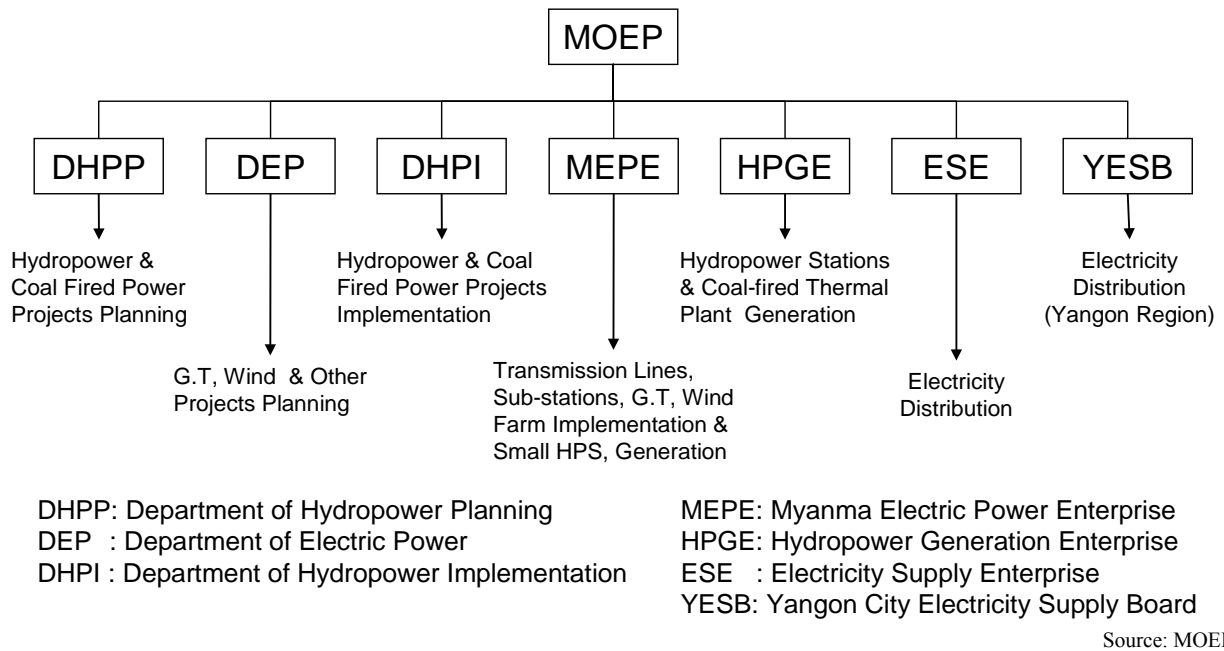 MOEP
DHPP
DEP
DHPI
MEPE
HPGE
ESE
YESB
Hydropower &
Coal Fired Power
Projects Planning
Hydropower & Coal
Fired Power Projects
Implementation
Hydropower Stations
& Coal-fired Thermal
Plant Generation
Electricity
Distribution
(Yangon Region)
G.T, Wind & Other
Projects Planning
Transmission Lines,
Sub-stations, G.T, Wind
Farm Implementation &
Small HPS, Generation
Electricity
Distribution
DHPP: Department of Hydropower Planning
DEP : Department of Electric Power
DHPI : Department of Hydropower Implementation
MEPE: Myanma Electric Power Enterprise
HPGE: Hydropower Generation Enterprise
ESE : Electricity Supply Enterprise
YESB: Yangon City Electricity Supply Board
Source: MOEP